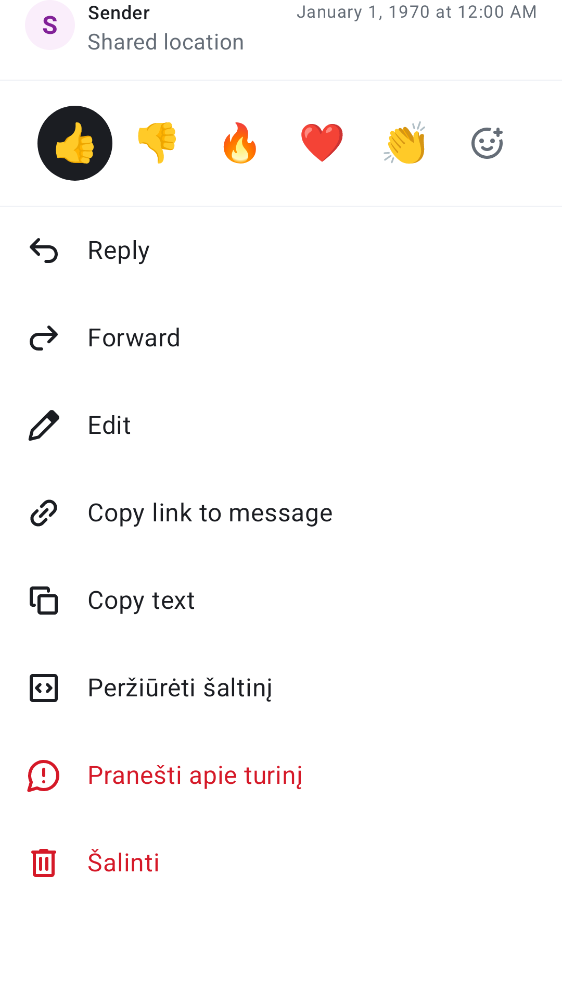 S
Sender
January 1, 1970 at 12:00 AM
Shared location
Reply
Forward
Edit
Copy link to message
Copy text
Peržiūrėti šaltinį
Pranešti apie turinį
Šalinti